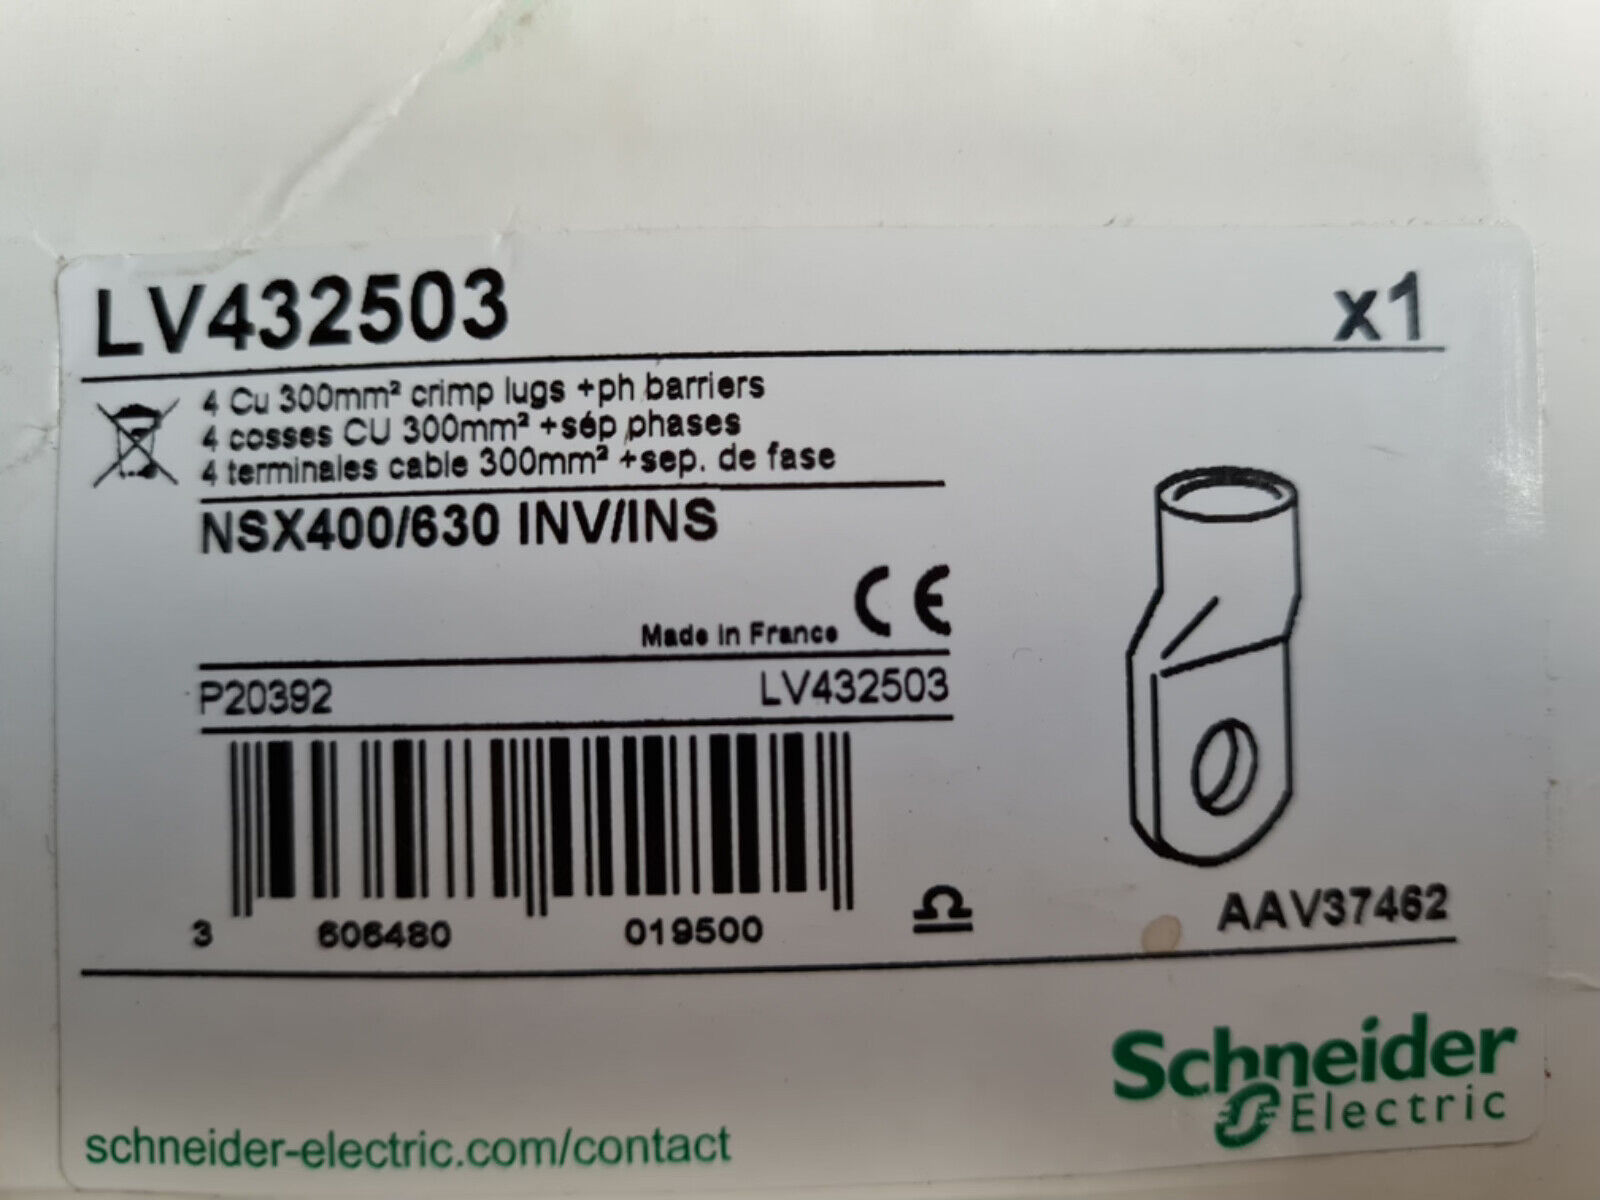 LV432503 x1
4 Cu 300mm² crimp lugs +ph barriers
4 cosses CU 300mm² +sép phases
4 terminales cable 300mm² +sep. de fase
NSX400/630 INV/INS
Made in France CE
P20392 LV432503
3 606480 019500
AAV37462
Schneider
Electric
schneider-electric.com/contact